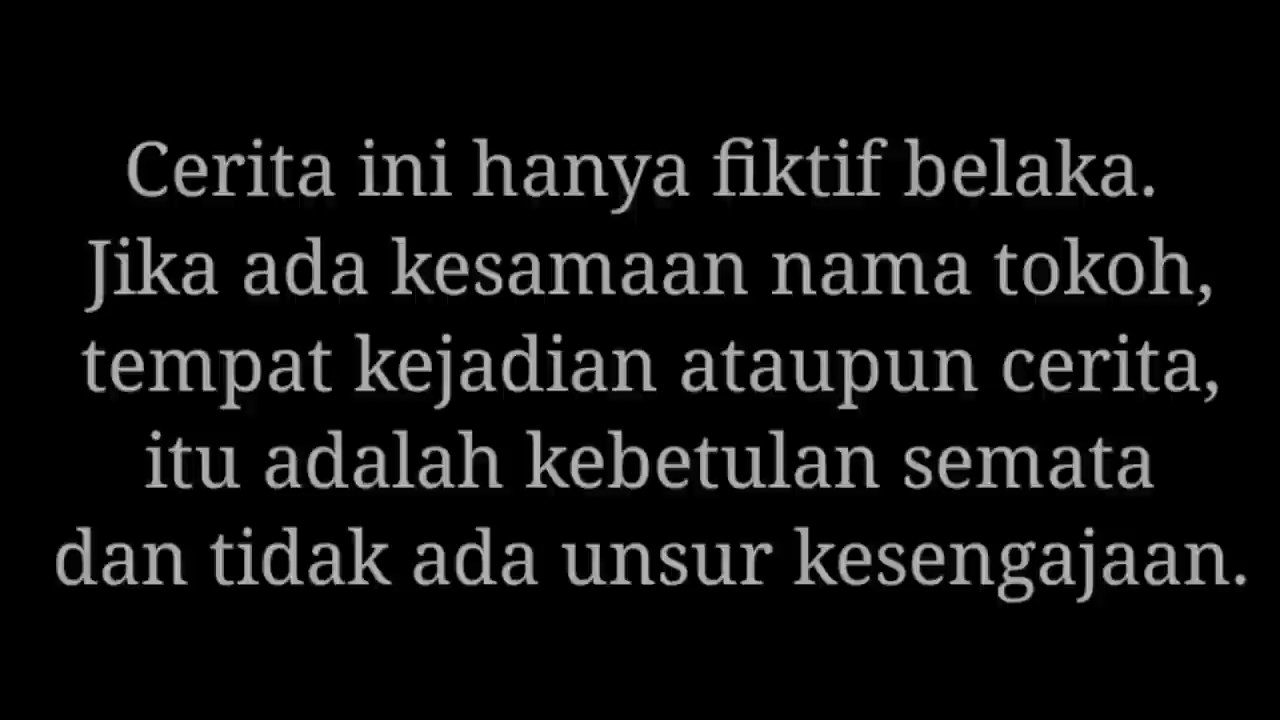 Cerita ini hanya fiktif belaka.
Jika ada kesamaan nama tokoh,
tempat kejadian ataupun cerita,
itu adalah kebetulan semata
dan tidak ada unsur kesengajaan.